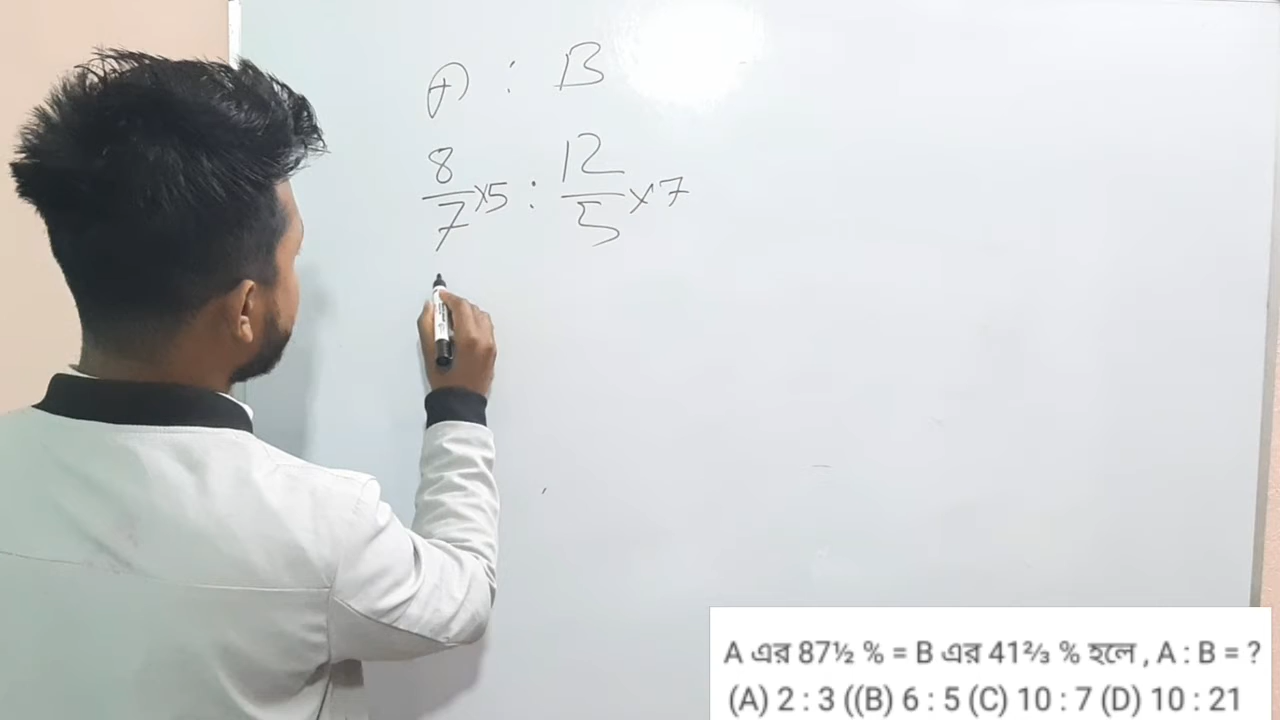 A : B
8/7 ×5 : 12/5 ×7
A এর 87½ % = B এর 41⅔ % হলে , A : B = ?
(A) 2 : 3 ((B) 6 : 5 (C) 10 : 7 (D) 10 : 21